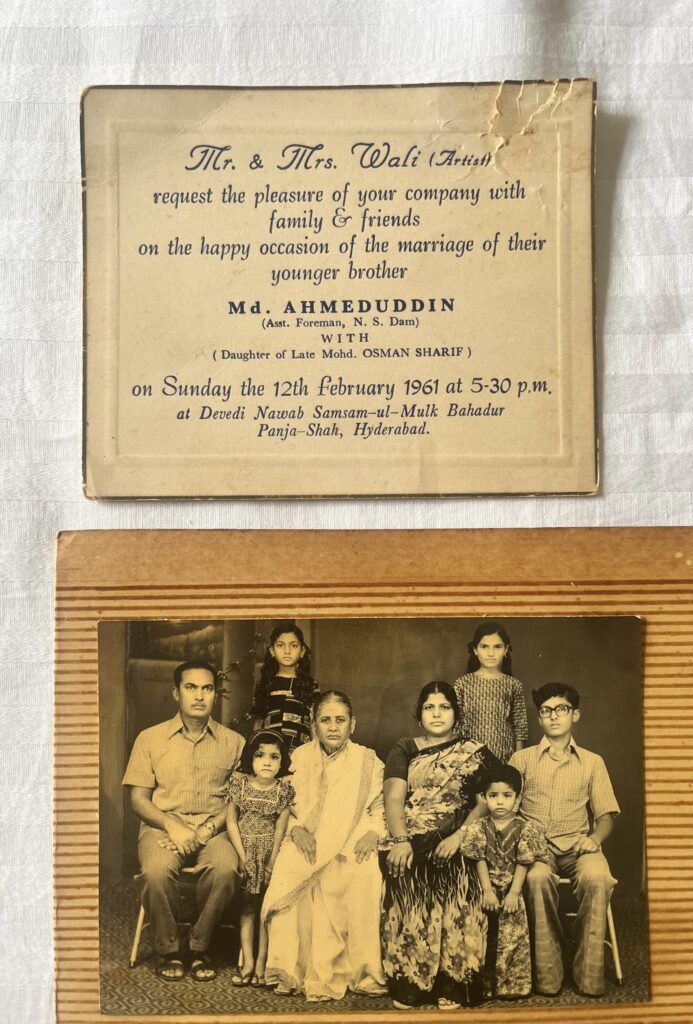 Mr. & Mrs. Wali (Artist)
request the pleasure of your company with
family & friends
on the happy occasion of the marriage of their
younger brother
Md. AHMEDUDDIN
(Asst. Foreman, N. S. Dam)
WITH
( Daughter of Late Mohd. OSMAN SHARIF )
on Sunday the 12th February 1961 at 5-30 p.m.
at Devedi Nawab Samsam-ul-Mulk Bahadur
Panja-Shah, Hyderabad.